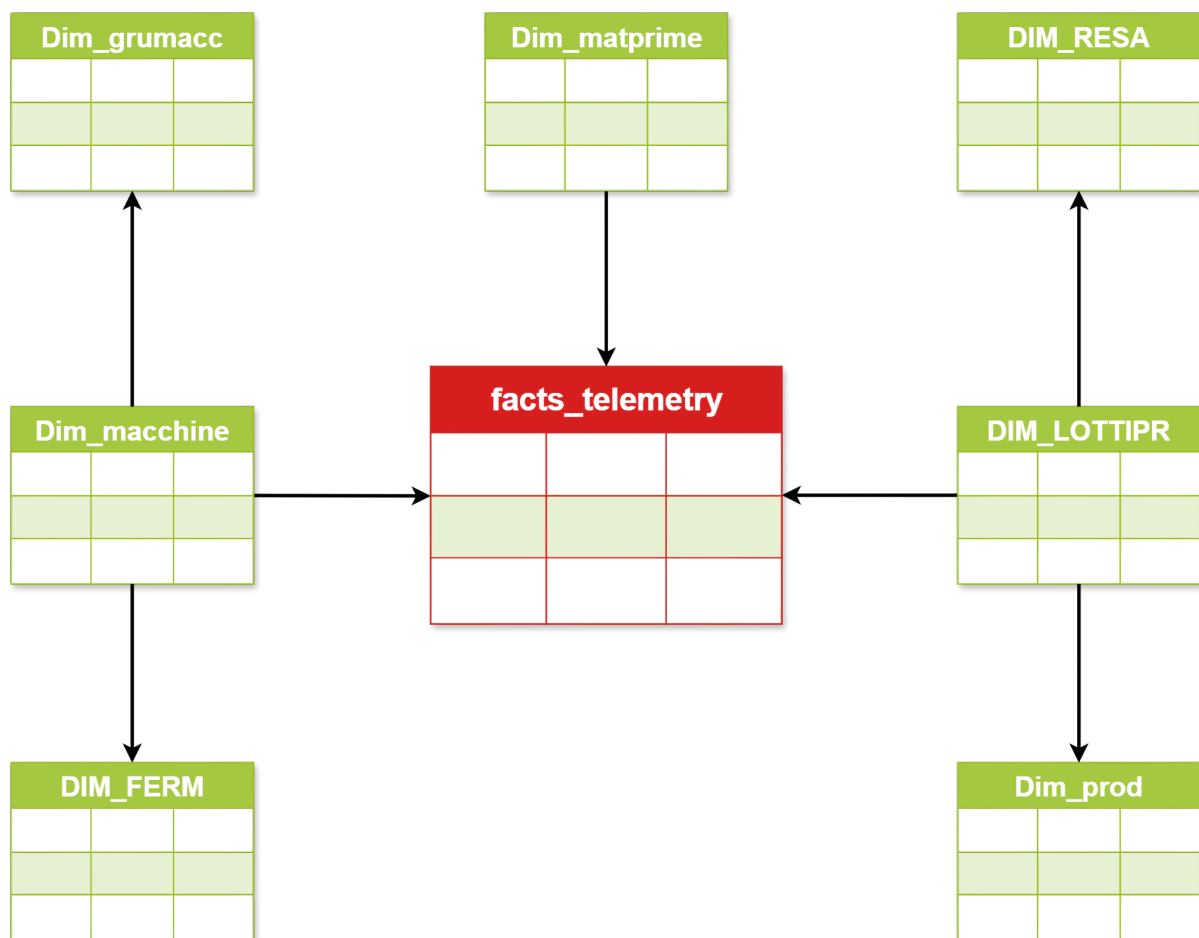 Dim_grumacc
Dim_matprime
DIM_RESA
facts_telemetry
Dim_macchine
DIM_LOTTIPR
DIM_FERM
Dim_prod